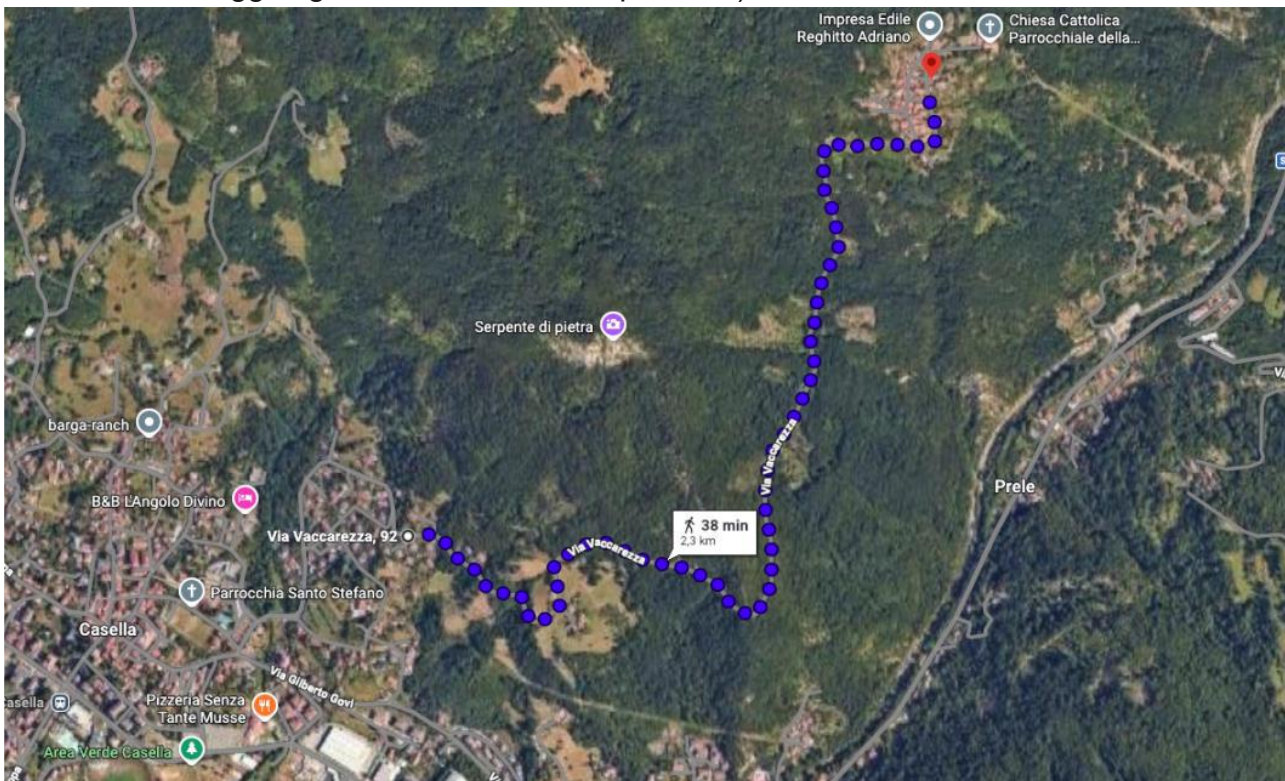 Impresa Edile
Reghitto Adriano
Chiesa Cattolica
Parrocchiale della...
Serpente di pietra
barga-ranch
B&B L'Angolo Divino
Via Vaccarezza, 92
Via Vaccarezza
Via Vaccarezza
38 min
2,3 km
Prele
Parrocchia Santo Stefano
Casella
Via Gilberto Govi
Casella
Pizzeria Senza
Tante Musse
Area Verde Casella